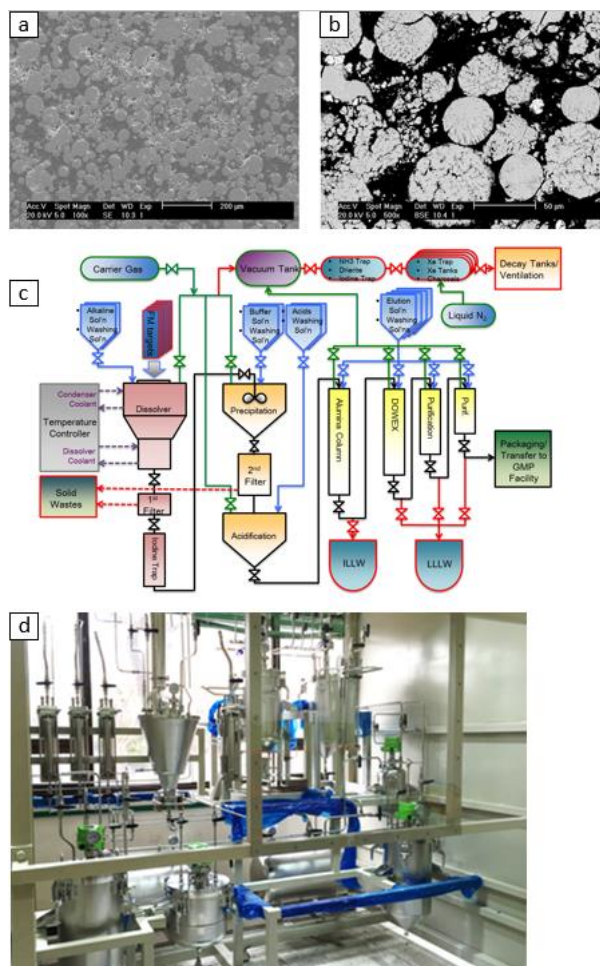 a
b
Acc.V Spot Magn Det WD Exp
20.0 kV 5.0 100x SE 10.3 1
200 µm
Acc.V Spot Magn Det WD Exp
20.0 kV 5.0 500x BSE 10.4 1
50 µm
c
Carrier Gas
Vacuum Tank
• NH3 Trap
• Drierite
• Iodine Trap
• Xe Trap
• Xe Tanks
• Charcoals
Decay Tanks/
Ventilation
Liquid N2
• Alkaline
Sol'n
• Washing
Sol'n
FM targets
• Buffer
Sol'n
• Washing
Sol'n
• Acids
• Washing
Sol'n
• Elution
Sol'n
• Washing
Sol'ns
Condenser
Coolant
Temperature
Controller
Dissolver
Coolant
Dissolver
Precipitation
Solid
Wastes
1st
Filter
2nd
Filter
Iodine Trap
Acidification
Alumina Column
DOWEX
Purification
Purif.
Packaging/
Transfer to
GMP
Facility
ILLW
LLLW
d